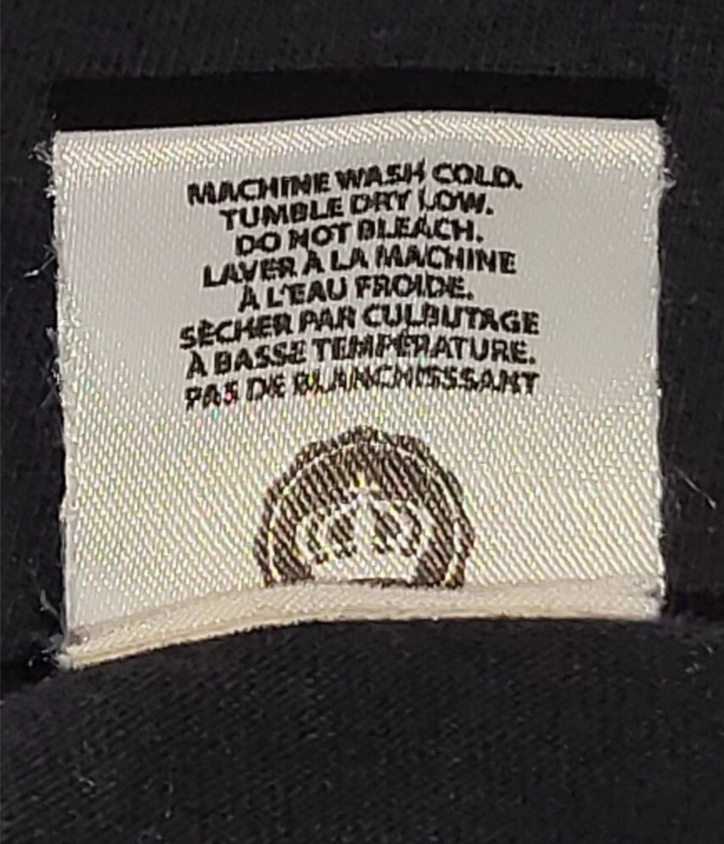 MACHINE WASH COLD.
TUMBLE DRY LOW.
DO NOT BLEACH.
LAVER À LA MACHINE
À L'EAU FROIDE.
SÈCHER PAR CULBUTAGE
À BASSE TEMPÉRATURE.
PAS DE BLANCHISSSANT